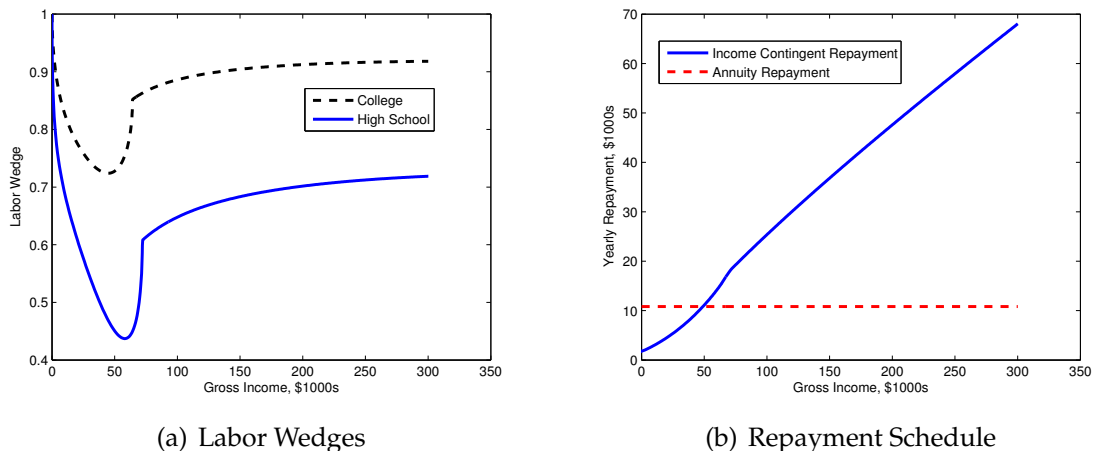 1
0.9
0.8
0.7
0.6
0.5
0.4
Labor Wedge
College
High School
0 50 100 150 200 250 300 350
Gross Income, $1000s
(a) Labor Wedges
70
60
50
40
30
20
10
0
Yearly Repayment, $1000s
Income Contingent Repayment
Annuity Repayment
0 50 100 150 200 250 300 350
Gross Income, $1000s
(b) Repayment Schedule